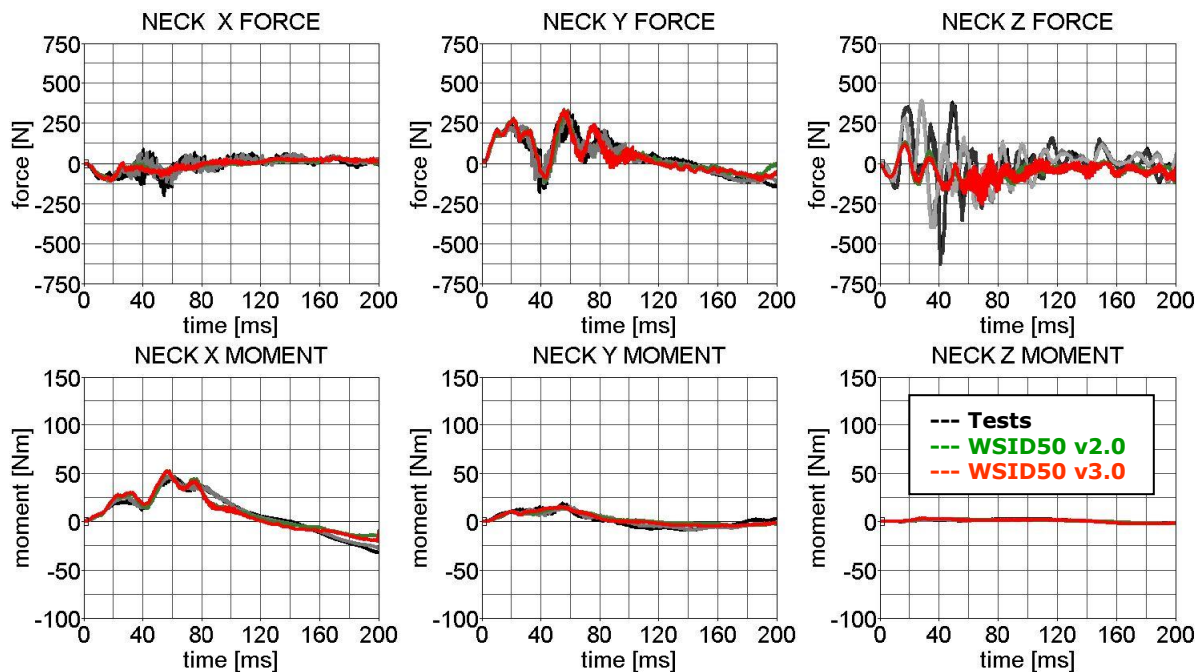 NECK X FORCE
750
500
250
0
-250
-500
-750
force [N]
0 40 80 120 160 200
time [ms]
NECK Y FORCE
750
500
250
0
-250
-500
-750
force [N]
0 40 80 120 160 200
time [ms]
NECK Z FORCE
750
500
250
0
-250
-500
-750
force [N]
0 40 80 120 160 200
time [ms]
NECK X MOMENT
150
100
50
0
-50
-100
moment [Nm]
0 40 80 120 160 200
time [ms]
NECK Y MOMENT
150
100
50
0
-50
-100
moment [Nm]
0 40 80 120 160 200
time [ms]
NECK Z MOMENT
150
100
50
0
-50
-100
moment [Nm]
0 40 80 120 160 200
time [ms]
--- Tests
--- WSID50 v2.0
--- WSID50 v3.0